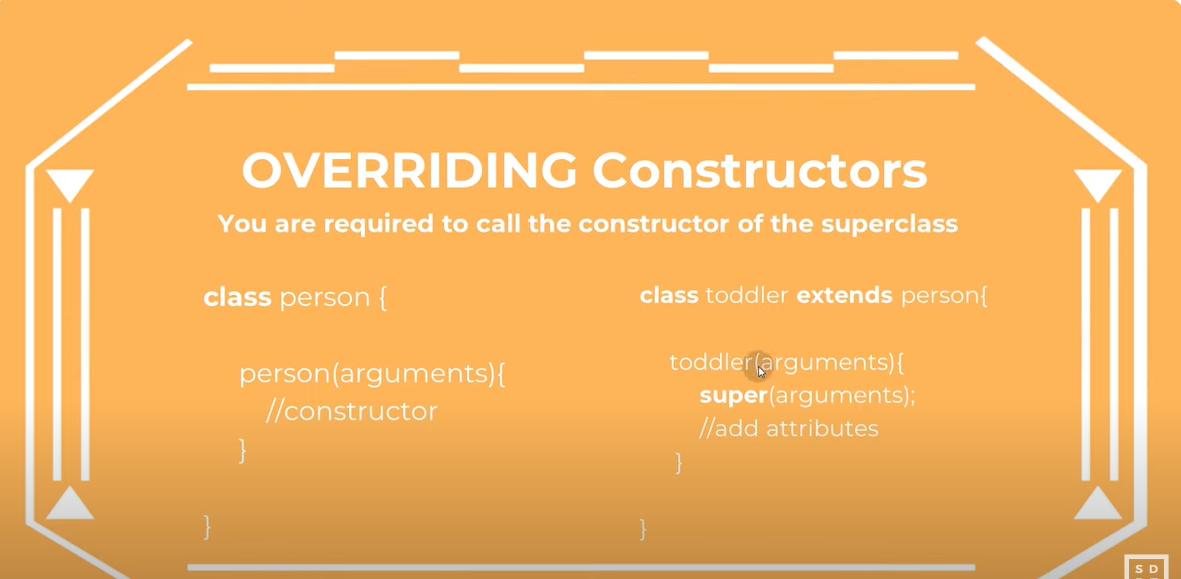 OVERRIDING Constructors
You are required to call the constructor of the superclass
class person {
person(arguments){
//constructor
}
}
class toddler extends person{
toddler(arguments){
super(arguments);
//add attributes
}
}
S D